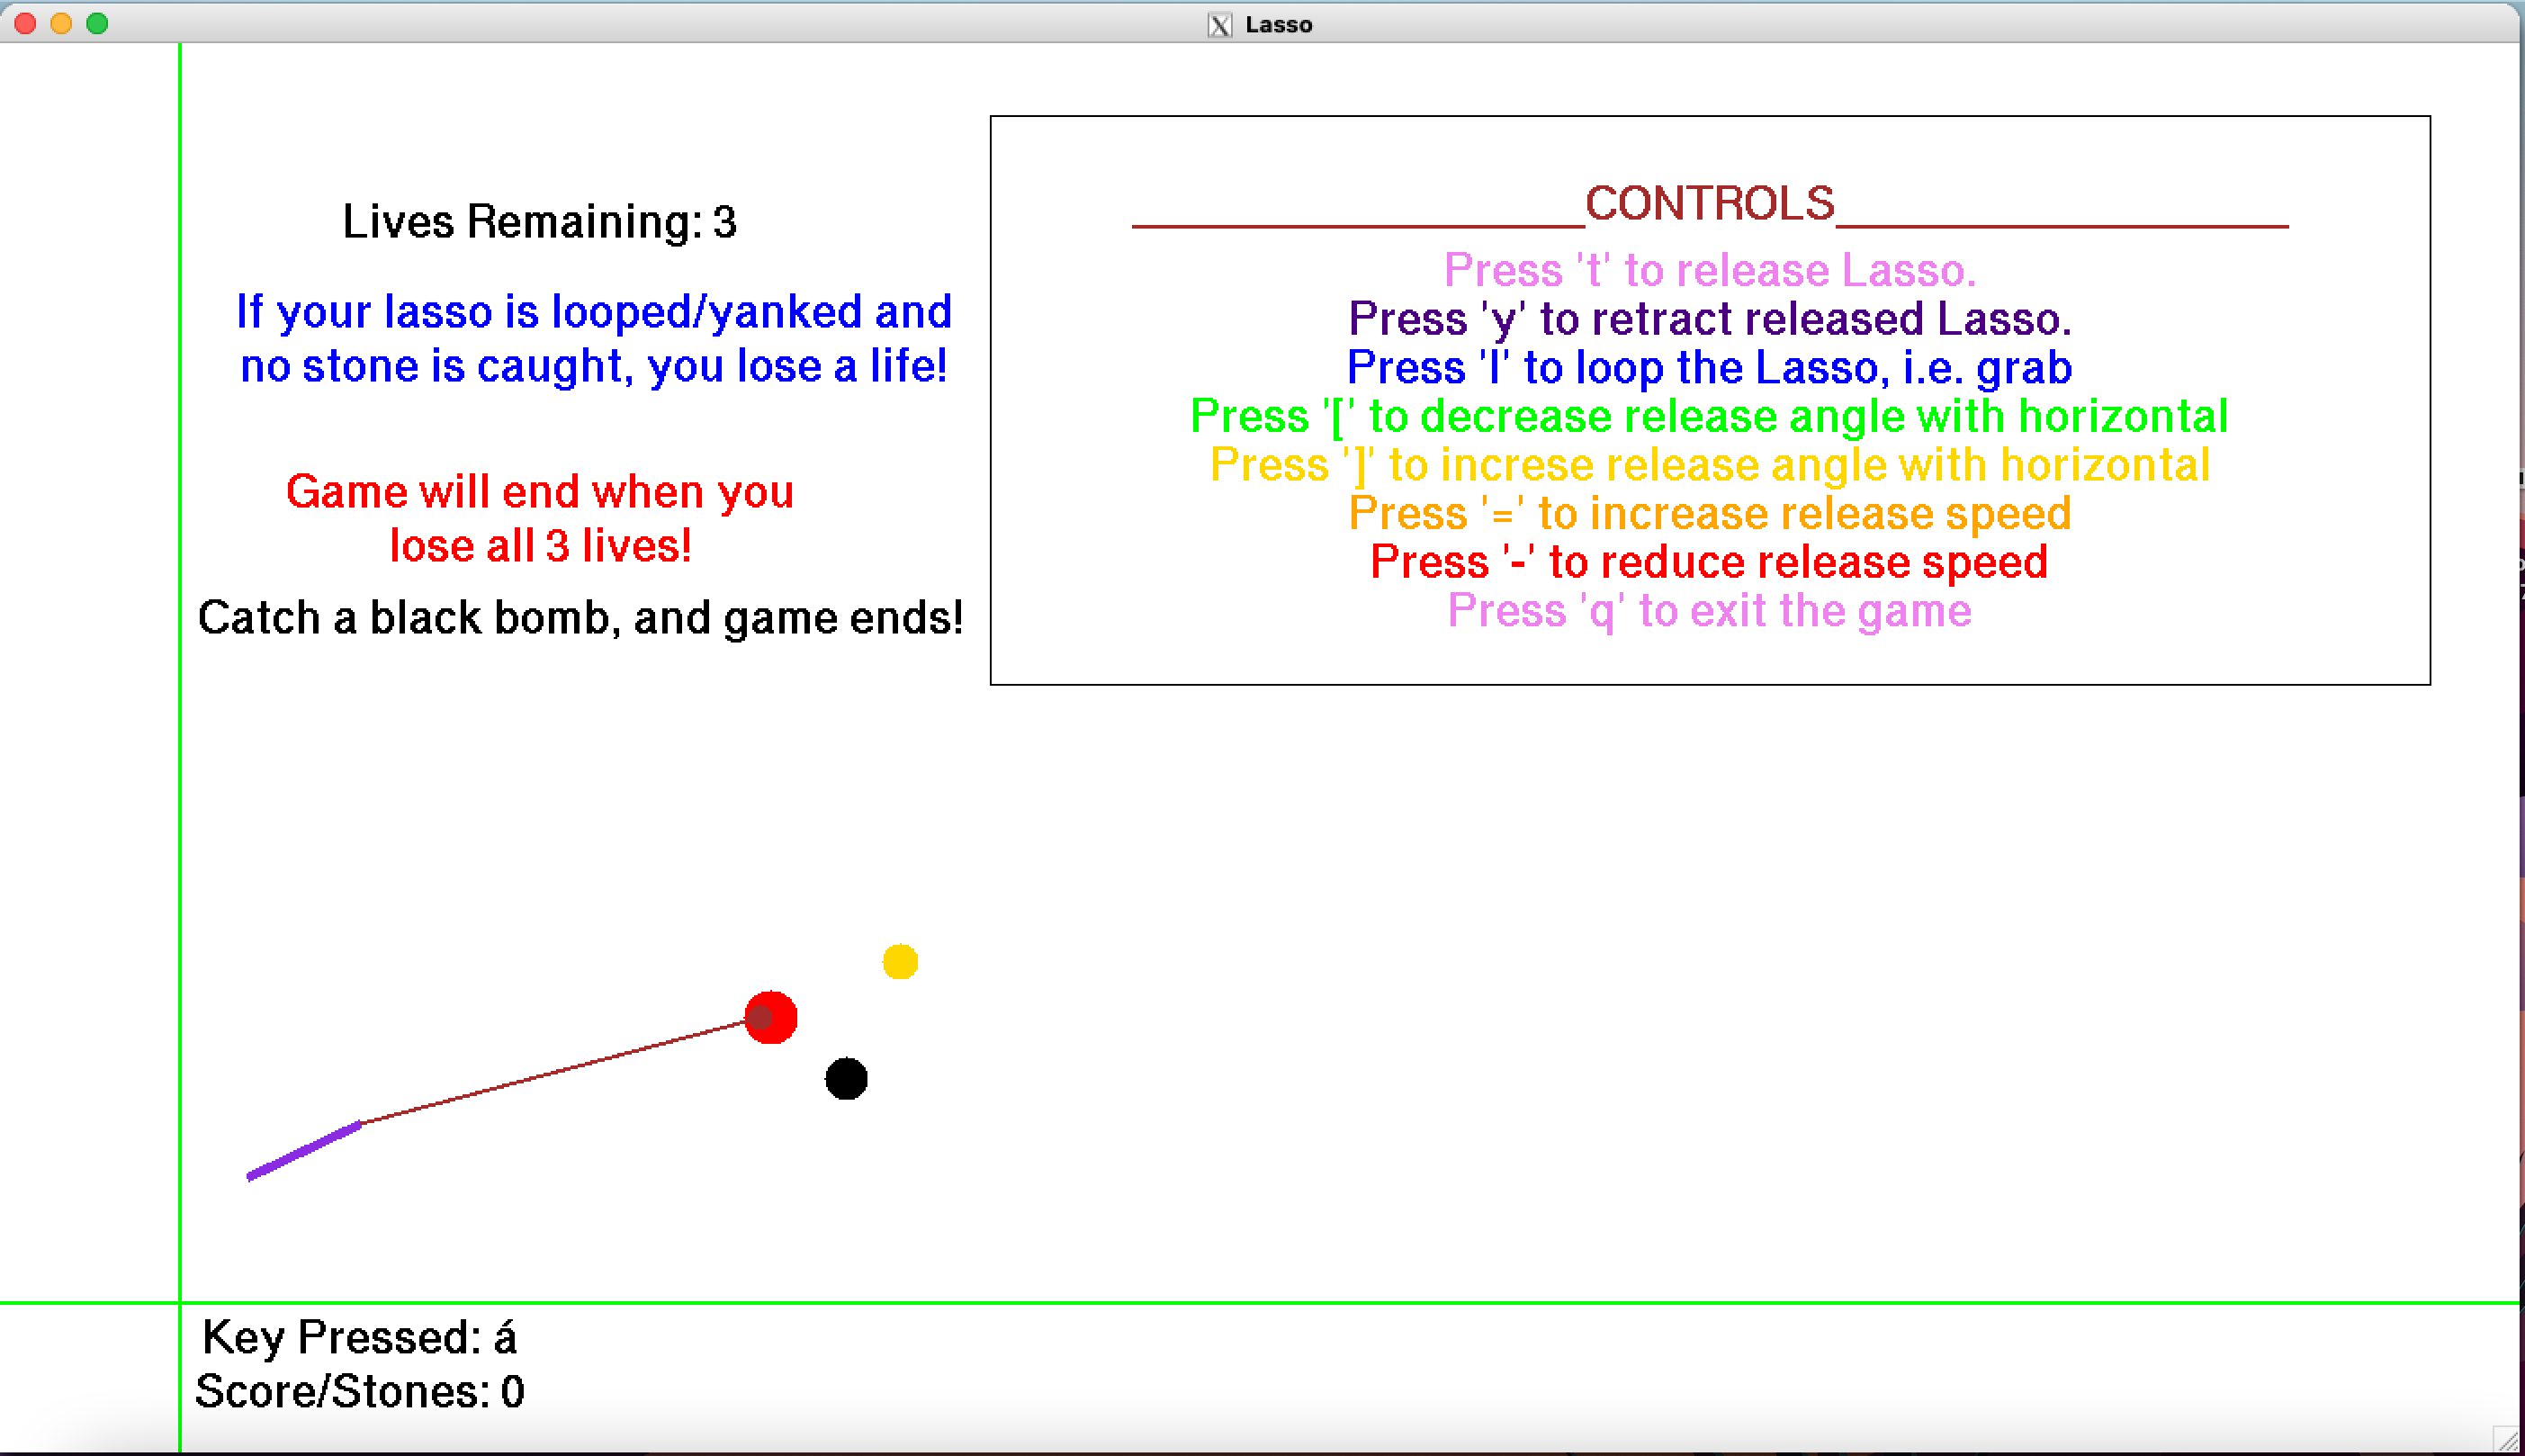 Lasso
Lives Remaining: 3
If your lasso is looped/yanked and
no stone is caught, you lose a life!
Game will end when you
lose all 3 lives!
Catch a black bomb, and game ends!
________________CONTROLS________________
Press 't' to release Lasso.
Press 'y' to retract released Lasso.
Press 'l' to loop the Lasso, i.e. grab
Press '[' to decrease release angle with horizontal
Press ']' to increse release angle with horizontal
Press '=' to increase release speed
Press '-' to reduce release speed
Press 'q' to exit the game
Key Pressed: á
Score/Stones: 0